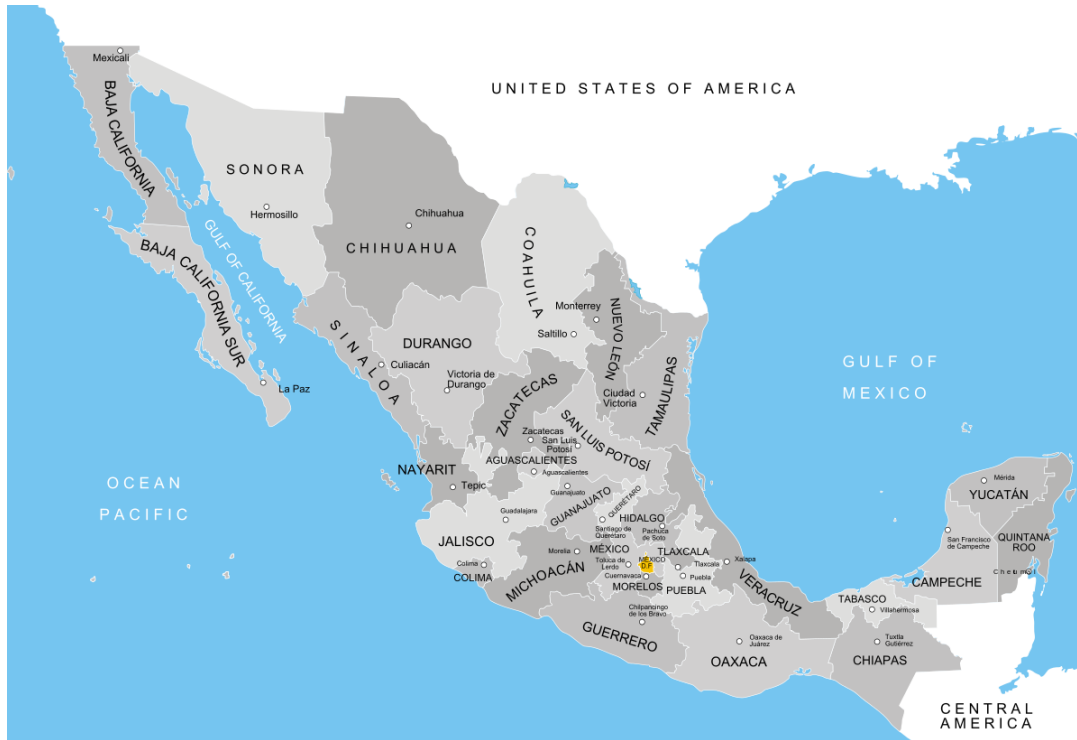 UNITED STATES OF AMERICA
Mexicali
BAJA CALIFORNIA
SONORA
Hermosillo
Chihuahua
CHIHUAHUA
COAHUILA
GULF OF CALIFORNIA
BAJA CALIFORNIA SUR
La Paz
SINALOA
Culiacán
DURANGO
Victoria de
Durango
Monterrey
Saltillo
NUEVO LEÓN
Ciudad
Victoria
TAMAULIPAS
GULF OF
MEXICO
ZACATECAS
Zacatecas
San Luis
Potosí
SAN LUIS POTOSÍ
AGUASCALIENTES
Aguascalientes
NAYARIT
Tepic
OCEAN
PACIFIC
Guanajuato
GUANAJUATO
QUERÉTARO
Santiago de
Querétaro
HIDALGO
Pachuca
de Soto
Guadalajara
JALISCO
Colima
COLIMA
Morelia
MICHOACÁN
MÉXICO
Toluca de
Lerdo
MÉXICO
D.F
TLAXCALA
Tlaxcala
Cuernavaca
MORELOS
Puebla
PUEBLA
Xalapa
VERACRUZ
Chilpancingo
de los Bravo
GUERRERO
Oaxaca de
Juárez
OAXACA
TABASCO
Villahermosa
Tuxtla
Gutiérrez
CHIAPAS
Mérida
YUCATÁN
San Francisco
de Campeche
CAMPECHE
QUINTANA
ROO
CENTRAL
AMERICA